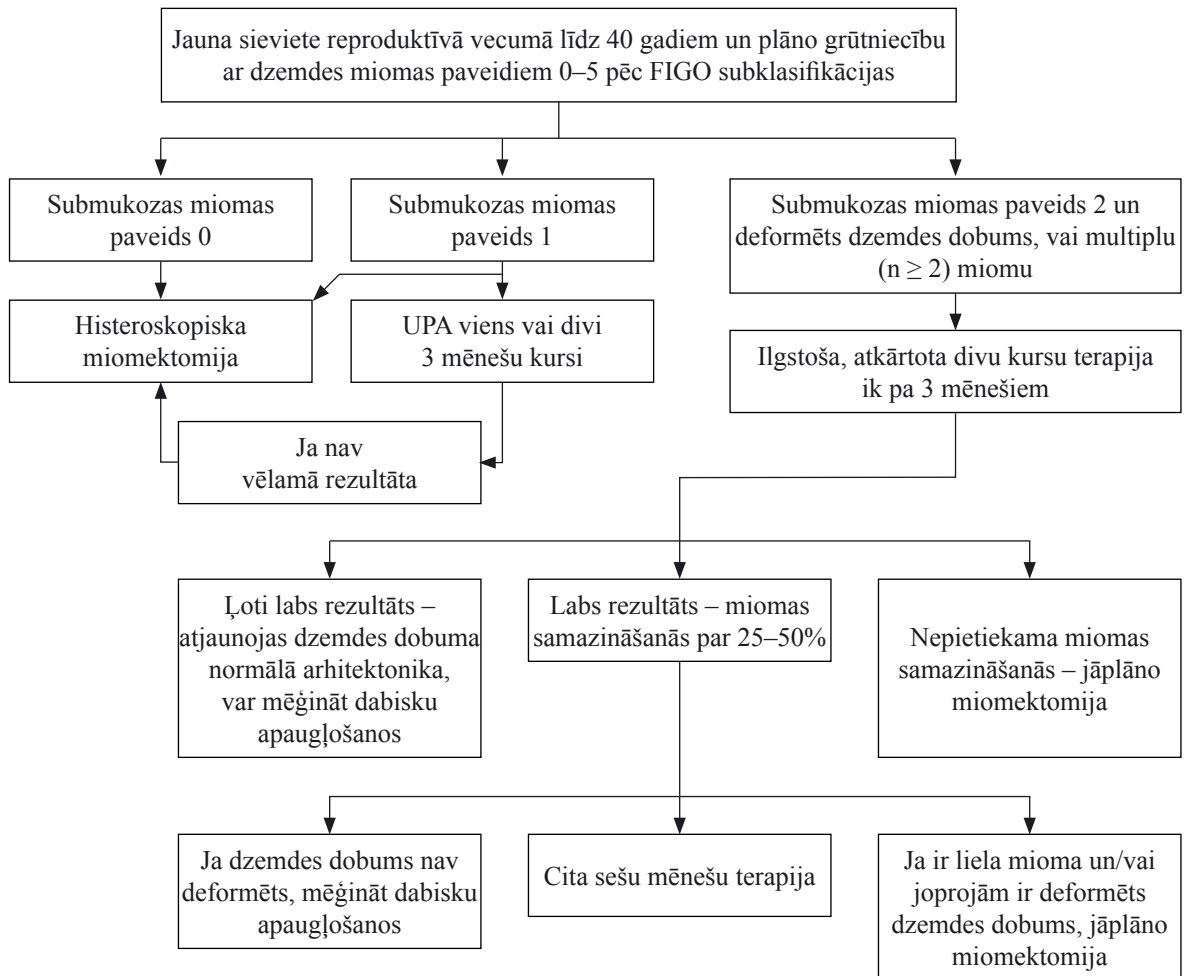 Jauna sieviete reproduktīvā vecumā līdz 40 gadiem un plāno grūtniecību
ar dzemdes miomas paveidiem 0–5 pēc FIGO subklasifikācijas
Submukozas miomas
paveids 0
Submukozas miomas
paveids 1
Submukozas miomas paveids 2 un
deformēts dzemdes dobums, vai multiplu
(n ≥ 2) miomu
Histeroskopiska
miomektomija
UPA viens vai divi
3 mēnešu kursi
Ilgstoša, atkārtota divu kursu terapija
ik pa 3 mēnešiem
Ja nav
vēlamā rezultāta
Ļoti labs rezultāts –
atjaunojas dzemdes dobuma
normālā arhitektonika,
var mēģināt dabisku
apaugļošanos
Labs rezultāts – miomas
samazināšanās par 25–50%
Nepietiekama miomas
samazināšanās – jāplāno
miomektomija
Ja dzemdes dobums nav
deformēts, mēģināt dabisku
apaugļošanos
Cita sešu mēnešu terapija
Ja ir liela mioma un/vai
joprojām ir deformēts
dzemdes dobums, jāplāno
miomektomija